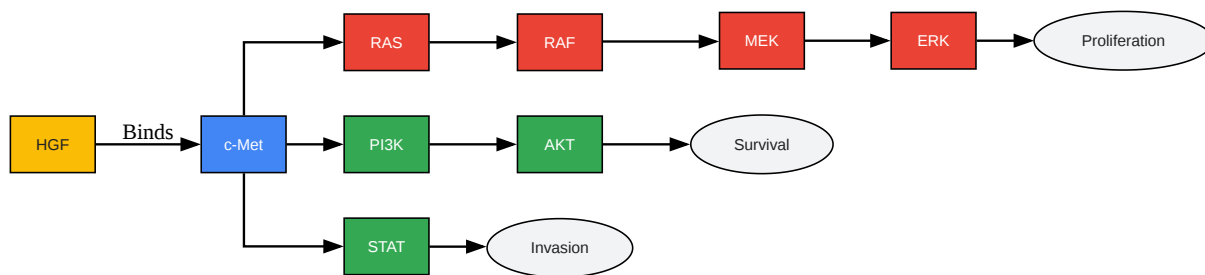 RAS
RAF
MEK
ERK
Proliferation
HGF
Binds
c-Met
PI3K
AKT
Survival
STAT
Invasion